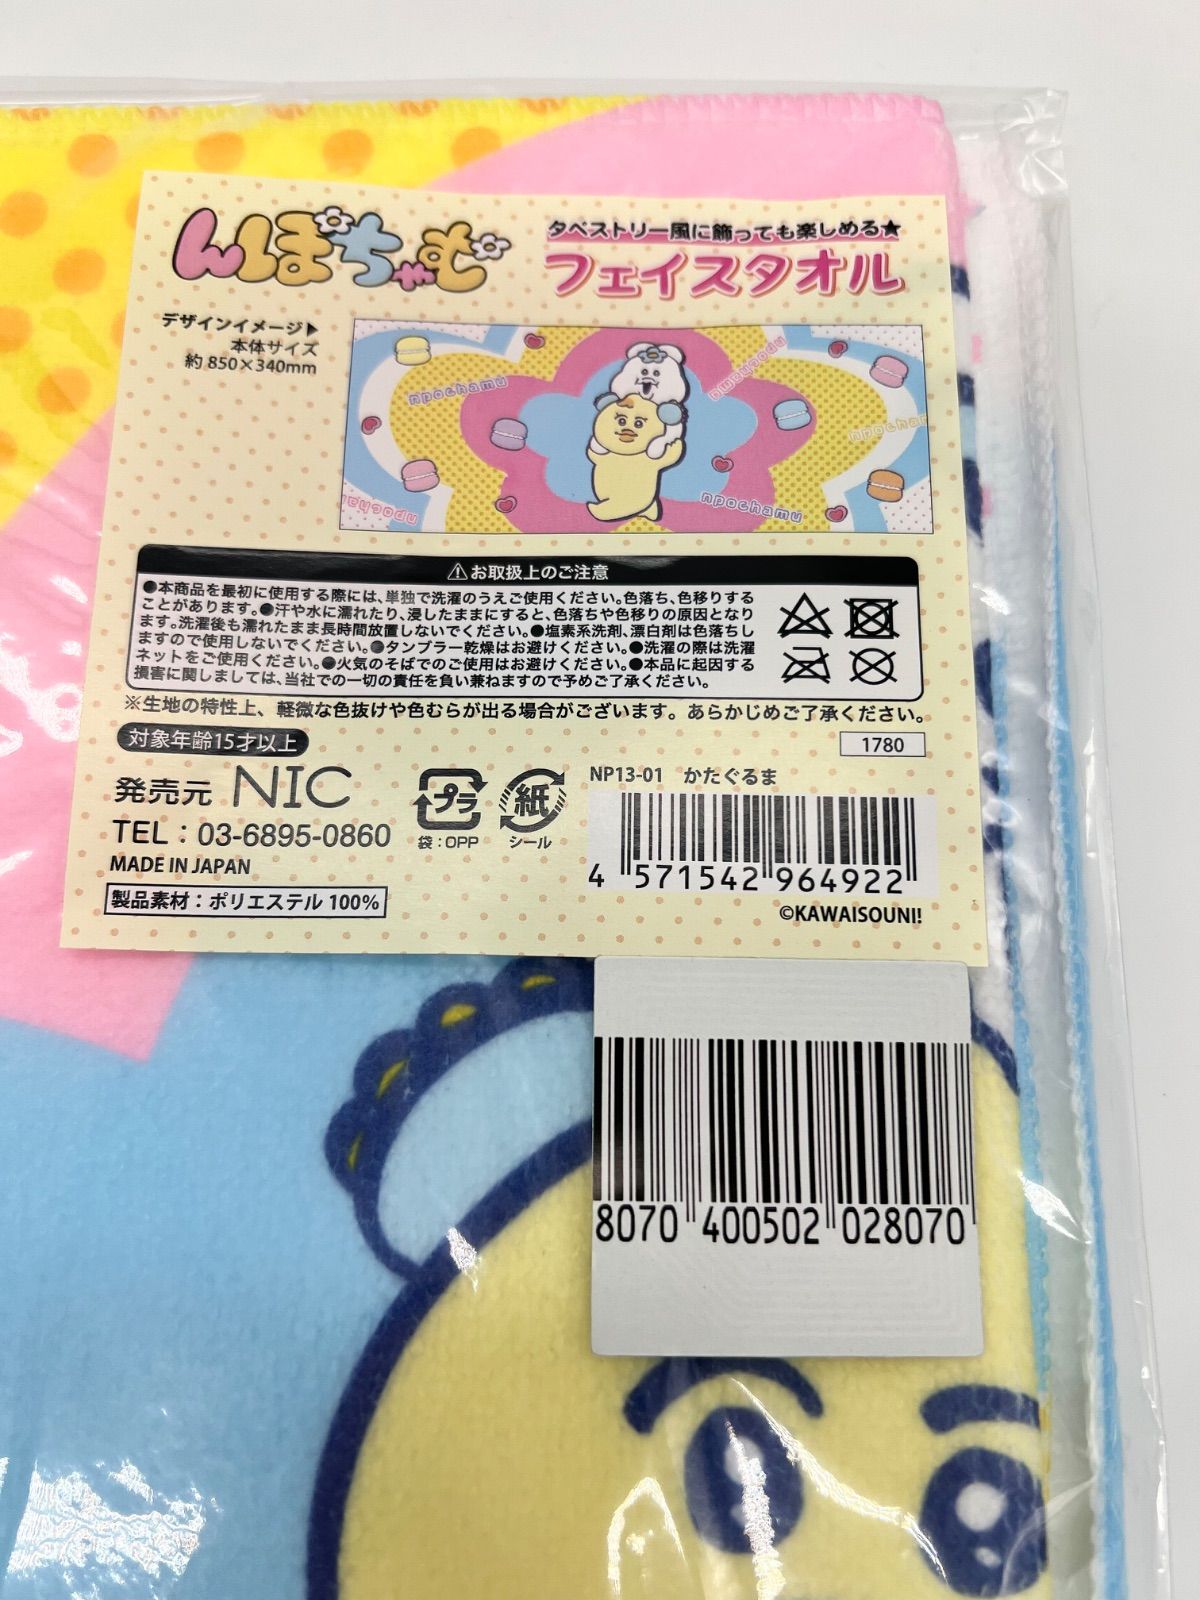 んぽちゃむ
タペストリー風に飾っても楽しめる★
フェイスタオル
デザインイメージ▶
本体サイズ
約 850×340mm
npochamu
npochamu
npochamu
npochamu
npochamu
⚠お取扱上のご注意
●本商品を最初に使用する際には、単独で洗濯のうえご使用ください。色落ち、色移りする
ことがあります。●汗や水に濡れたり、浸したままにすると、色落ちや色移りの原因となり
ます。洗濯後も濡れたまま長時間放置しないでください。●塩素系洗剤、漂白剤は色落ちし
ますので使用しないでください。●タンブラー乾燥はお避けください。●洗濯の際は洗濯
ネットをご使用ください。●火気のそばでのご使用はお避けください。●本品に起因する
損害に関しましては、当社での一切の責任を負い兼ねますので予めご了承ください。
※生地の特性上、軽微な色抜けや色むらが出る場合がございます。あらかじめご了承ください。
対象年齢15才以上
1780
発売元 NIC
TEL：03-6895-0860
MADE IN JAPAN
製品素材：ポリエステル 100%
プラ
袋：OPP
紙
シール
NP13-01 かたぐるま
4 571542 964922
©KAWAISOUNI!
8070 400502 028070